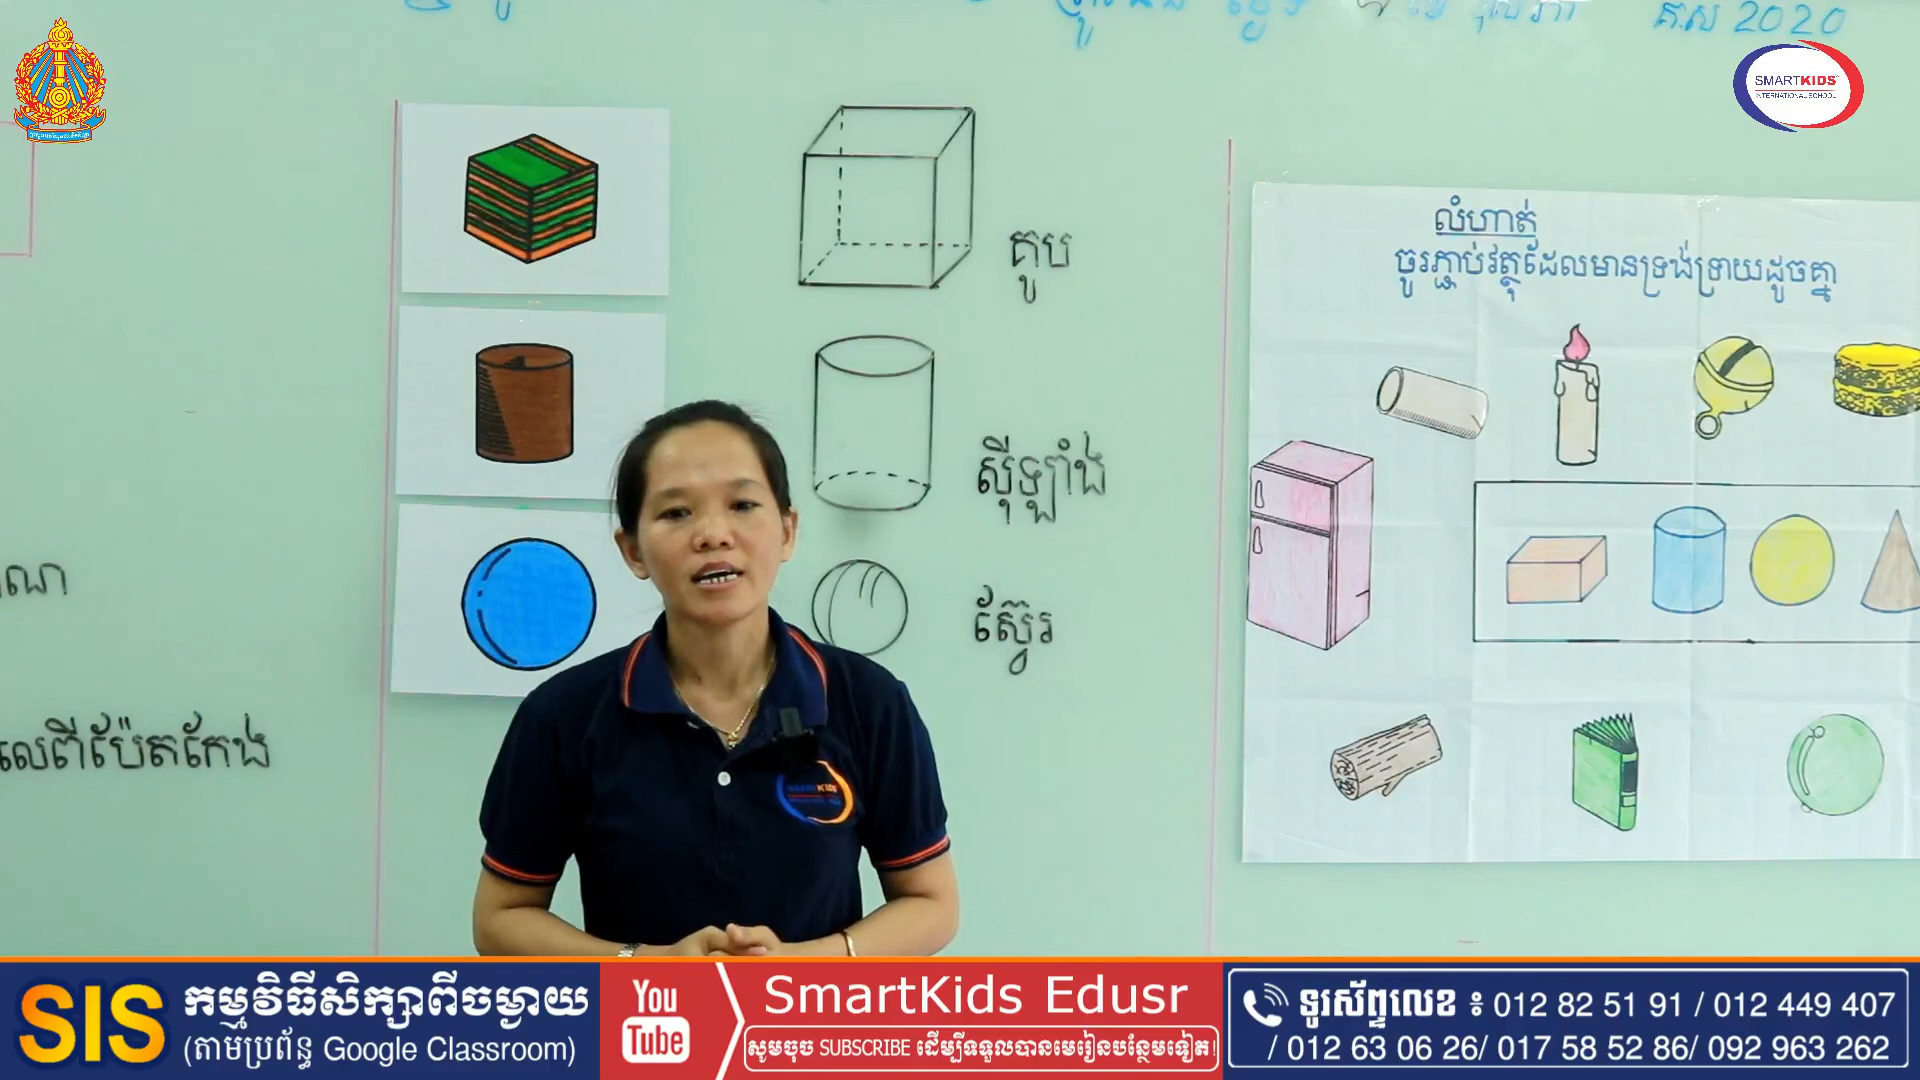 គ.ស 2020
SMARTKIDS
INTERNATIONAL SCHOOL
គូប
ស៊ីឡាំង
ស្វ៊ែរ
លំហាត់
ចូរភ្ជាប់វត្ថុដែលមានទ្រង់ទ្រាយដូចគ្នា
លេពីប៉ែតកែង
SIS
កម្មវិធីសិក្សាពីចម្ងាយ
(តាមប្រព័ន្ធ Google Classroom)
You
Tube
SmartKids Edusr
សូមចុច SUBSCRIBE ដើម្បីទទួលបានមេរៀនបន្ថែមទៀត!
ទូរស័ព្ទលេខ ៖ 012 82 51 91 / 012 449 407
/ 012 63 06 26/ 017 58 52 86/ 092 963 262